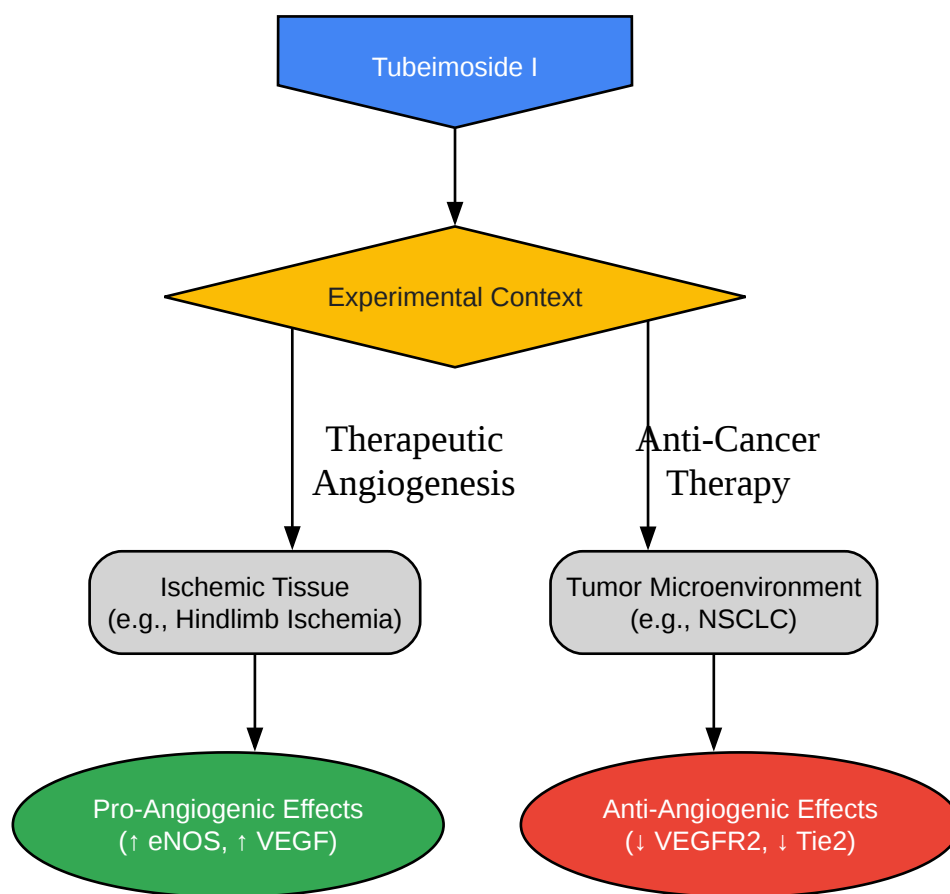 Tubeimoside I
Experimental Context
Therapeutic
Angiogenesis
Anti-Cancer
Therapy
Ischemic Tissue
(e.g., Hindlimb Ischemia)
Tumor Microenvironment
(e.g., NSCLC)
Pro-Angiogenic Effects
(↑ eNOS, ↑ VEGF)
Anti-Angiogenic Effects
(↓ VEGFR2, ↓ Tie2)